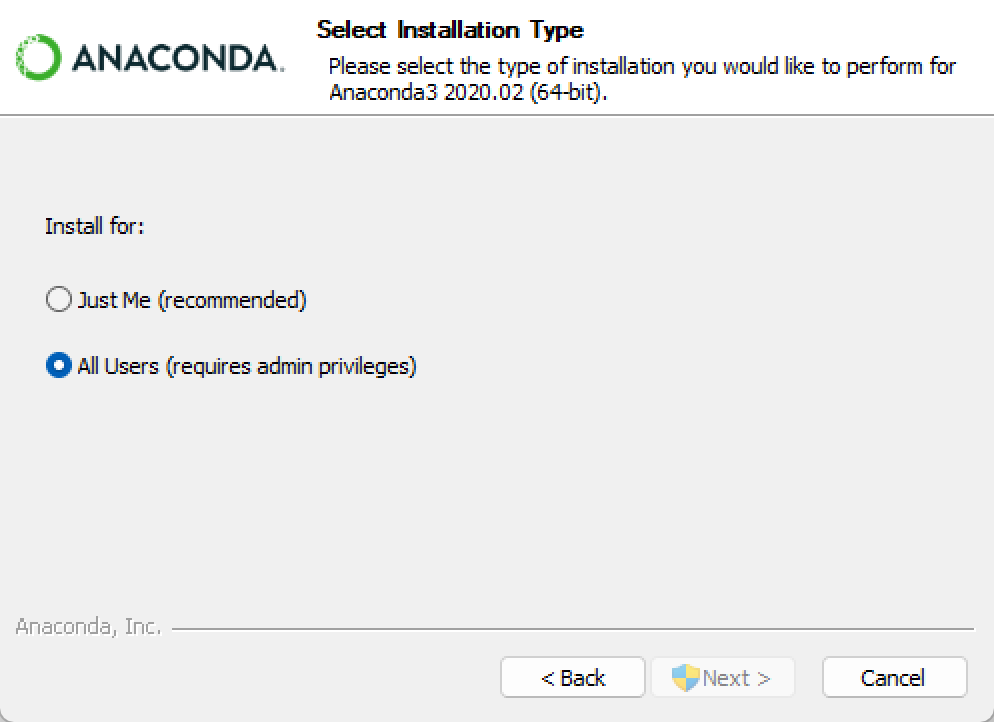 ANACONDA.
Select Installation Type
Please select the type of installation you would like to perform for
Anaconda3 2020.02 (64-bit).
Install for:
Just Me (recommended)
All Users (requires admin privileges)
Anaconda, Inc.
< Back
Next >
Cancel